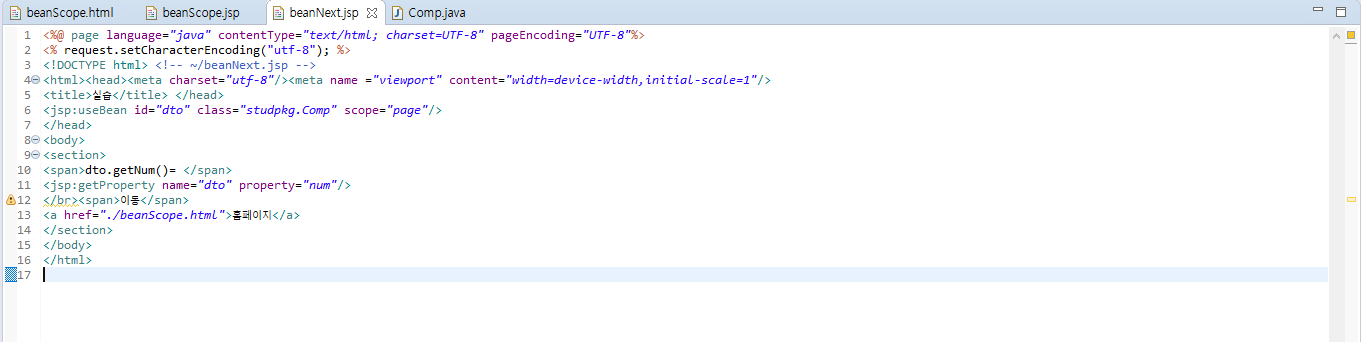 beanScope.html beanScope.jsp beanNext.jsp Comp.java
1 <%@ page language="java" contentType="text/html; charset=UTF-8" pageEncoding="UTF-8"%>
2 <% request.setCharacterEncoding("utf-8"); %>
3 <!DOCTYPE html> <!-- ~/beanNext.jsp -->
4 <html><head><meta charset="utf-8"/><meta name ="viewport" content="width=device-width,initial-scale=1"/>
5 <title>실습</title> </head>
6 <jsp:useBean id="dto" class="studpkg.Comp" scope="page"/>
7 </head>
8 <body>
9 <section>
10 <span>dto.getNum()= </span>
11 <jsp:getProperty name="dto" property="num"/>
12 </br><span>이동</span>
13 <a href="./beanScope.html">홈페이지</a>
14 </section>
15 </body>
16 </html>
17